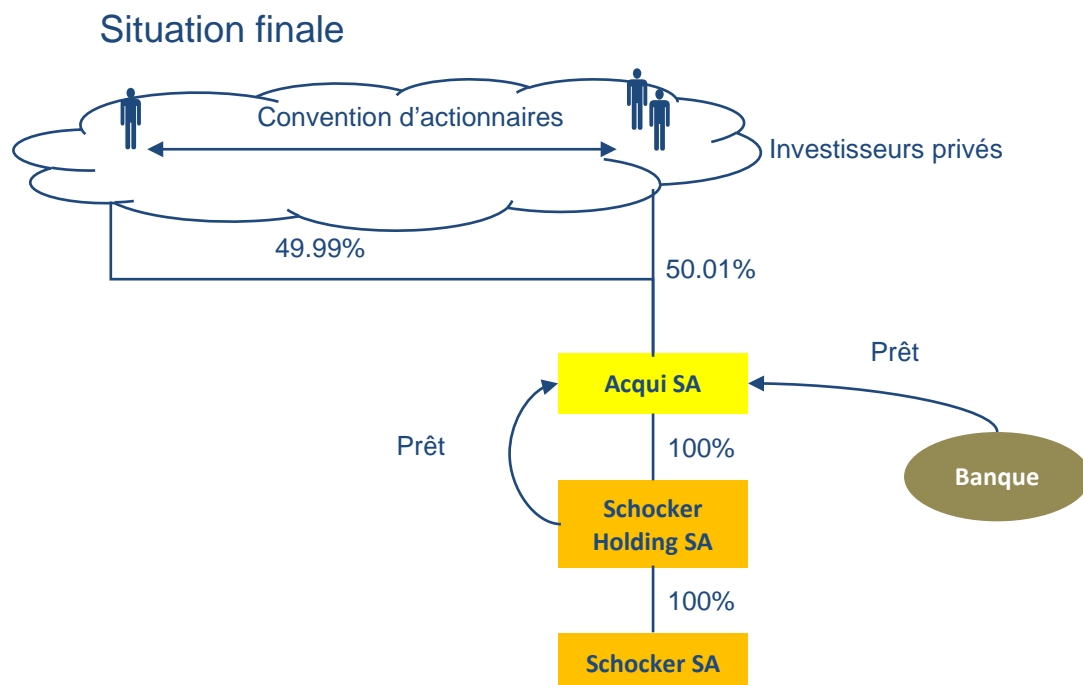 Situation finale
Convention d’actionnaires
Investisseurs privés
49.99%
50.01%
Prêt
Acqui SA
Prêt
100%
Banque
Schocker
Holding SA
100%
Schocker SA